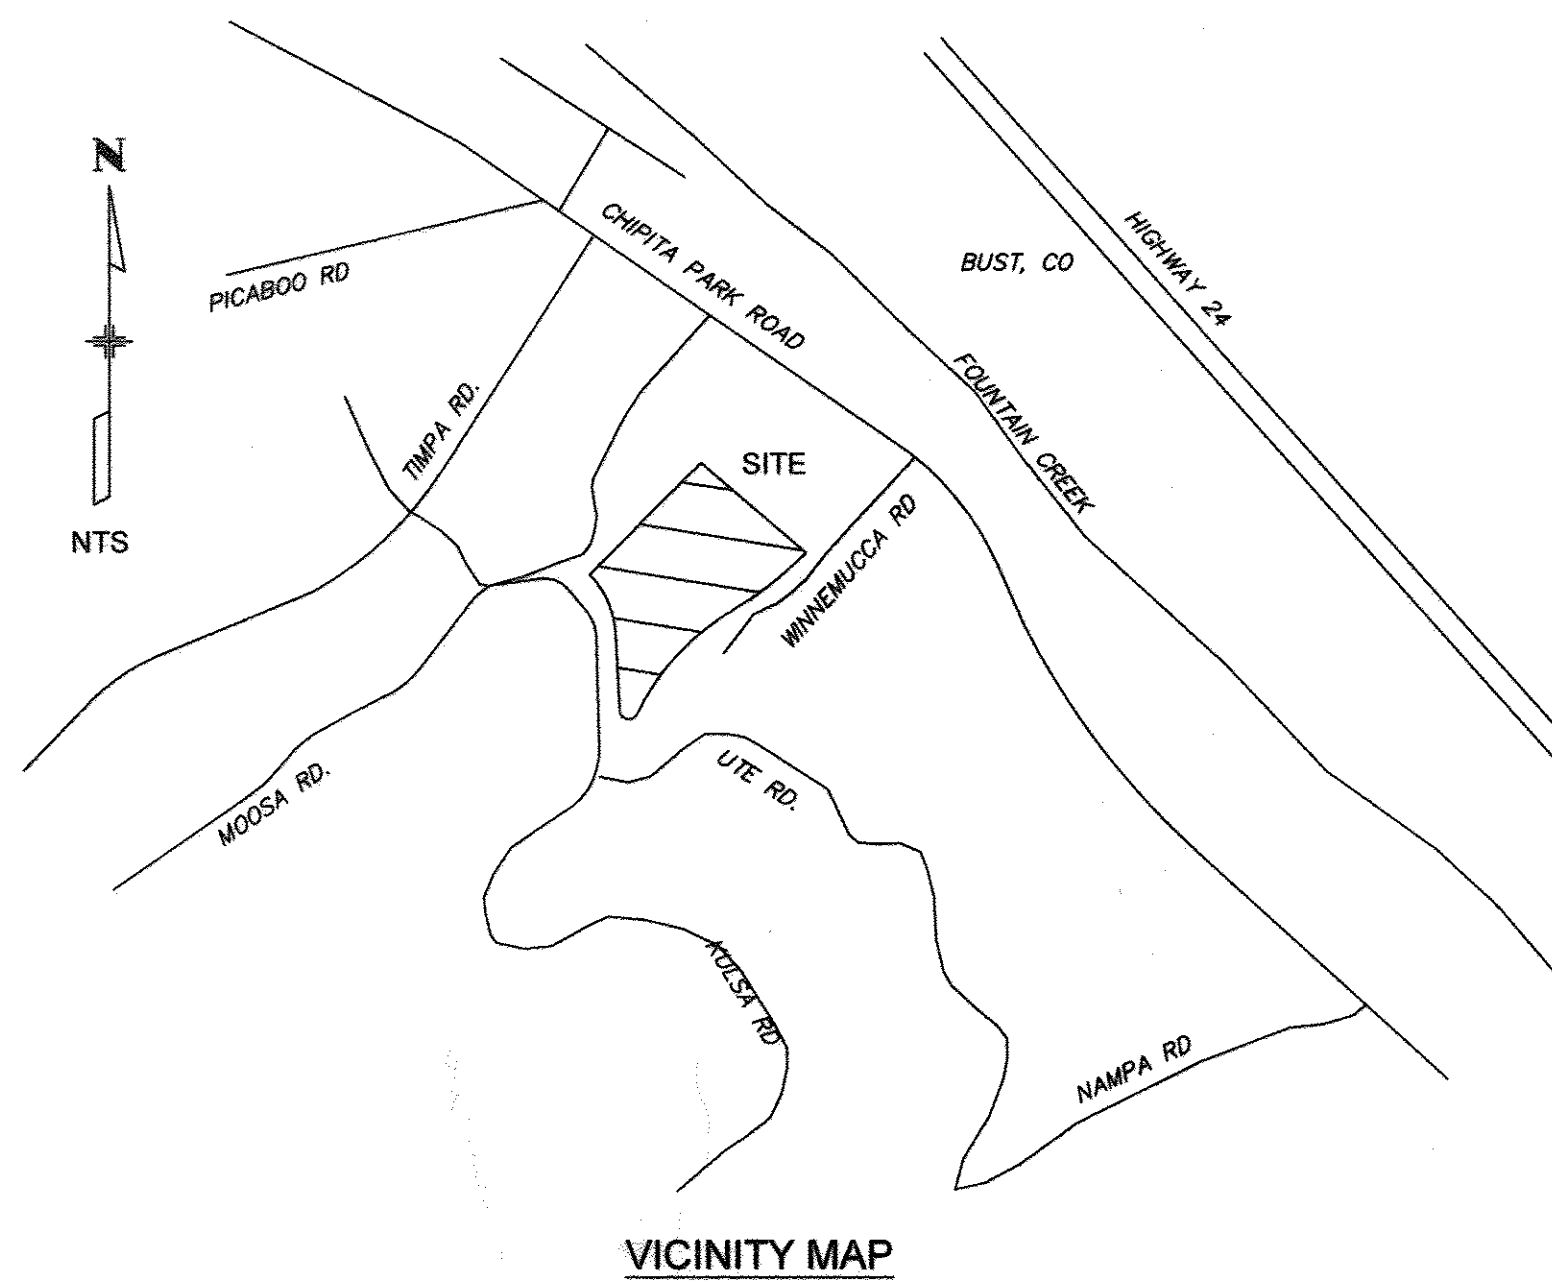 N
NTS
PICABOO RD
CHIPITA PARK ROAD
BUST, CO
HIGHWAY 24
TIMPA RD.
FOUNTAIN CREEK
SITE
WINNEMUCCA RD
MOOSA RD.
UTE RD.
KULSA RD
NAMPA RD
VICINITY MAP